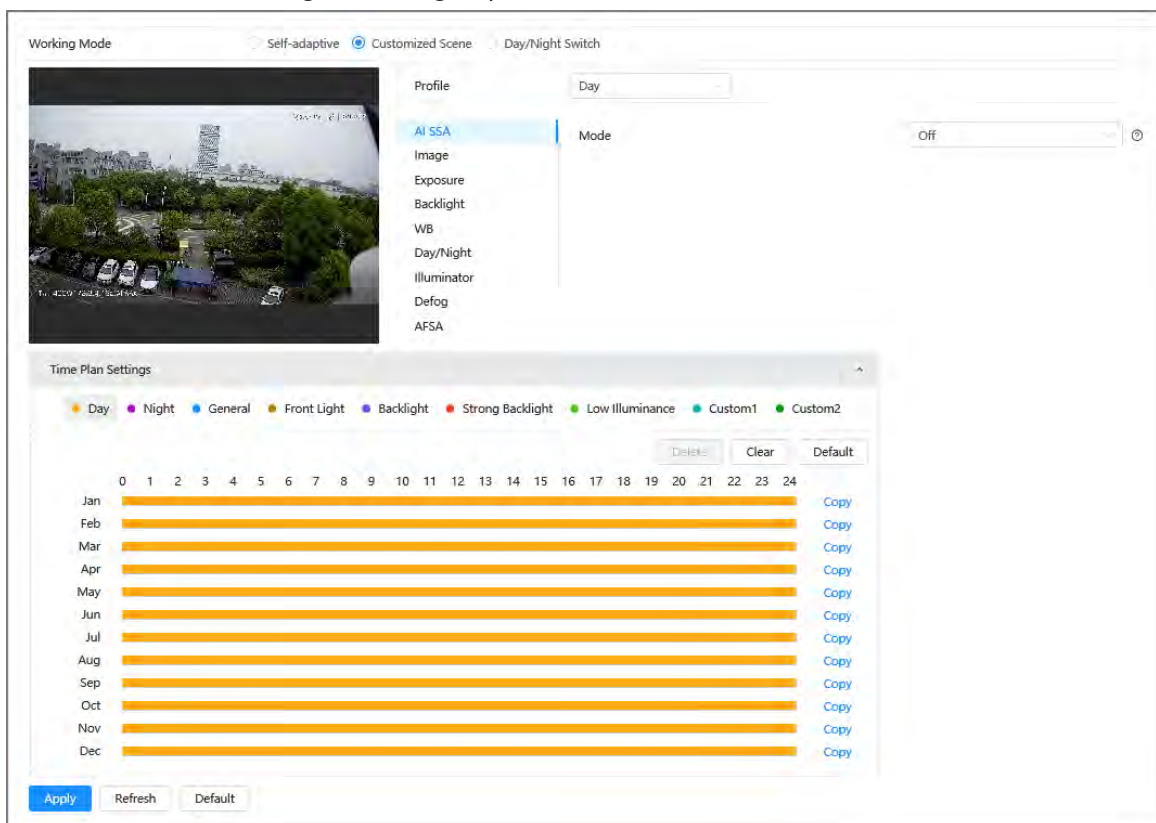 Working Mode Self-adaptive Customized Scene Day/Night Switch
Profile Day
AI SSA Mode Off
Image
Exposure
Backlight
WB
Day/Night
Illuminator
Defog
AFSA
Time Plan Settings
Day Night General Front Light Backlight Strong Backlight Low Illuminance Custom1 Custom2
Delete Clear Default
0 1 2 3 4 5 6 7 8 9 10 11 12 13 14 15 16 17 18 19 20 21 22 23 24
Jan Copy
Feb Copy
Mar Copy
Apr Copy
May Copy
Jun Copy
Jul Copy
Aug Copy
Sep Copy
Oct Copy
Nov Copy
Dec Copy
Apply Refresh Default